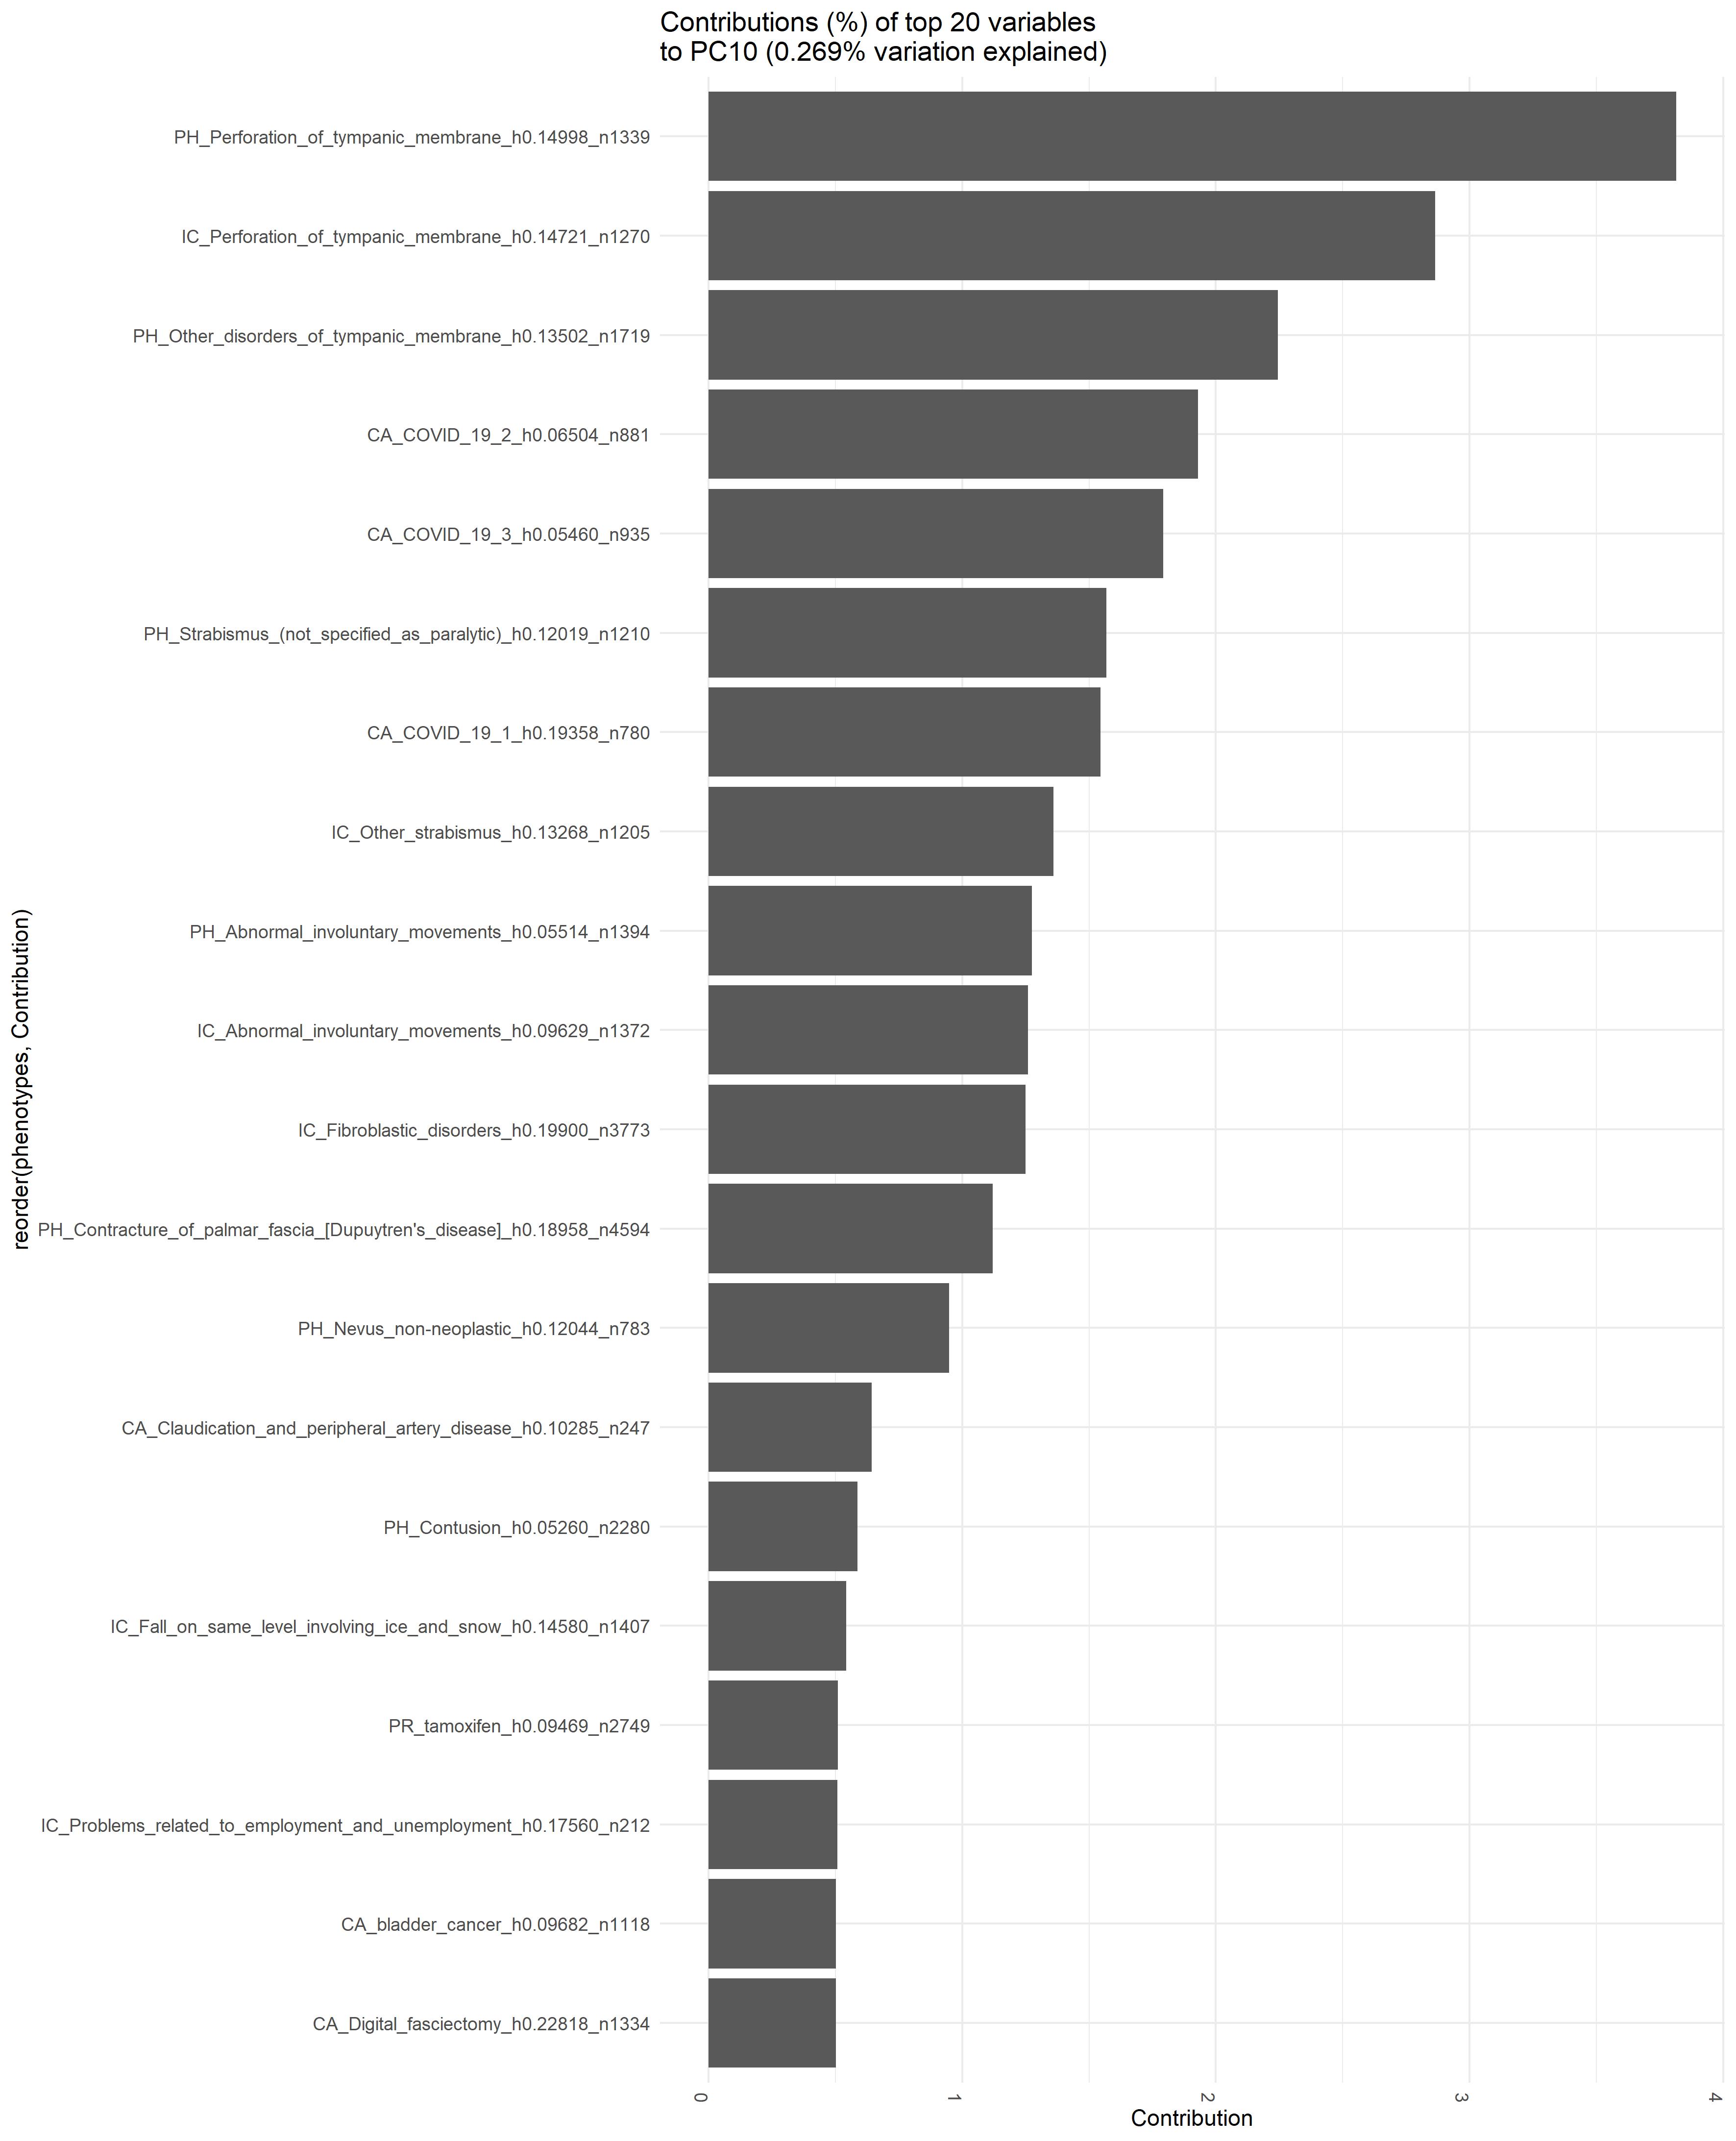 Contributions (%) of top 20 variables
to PC10 (0.269% variation explained)
PH_Perforation_of_tympanic_membrane_h0.14998_n1339
IC_Perforation_of_tympanic_membrane_h0.14721_n1270
PH_Other_disorders_of_tympanic_membrane_h0.13502_n1719
CA_COVID_19_2_h0.06504_n881
CA_COVID_19_3_h0.05460_n935
PH_Strabismus_(not_specified_as_paralytic)_h0.12019_n1210
CA_COVID_19_1_h0.19358_n780
IC_Other_strabismus_h0.13268_n1205
PH_Abnormal_involuntary_movements_h0.05514_n1394
IC_Abnormal_involuntary_movements_h0.09629_n1372
IC_Fibroblastic_disorders_h0.19900_n3773
PH_Contracture_of_palmar_fascia_[Dupuytren's_disease]_h0.18958_n4594
PH_Nevus_non-neoplastic_h0.12044_n783
CA_Claudication_and_peripheral_artery_disease_h0.10285_n247
PH_Contusion_h0.05260_n2280
IC_Fall_on_same_level_involving_ice_and_snow_h0.14580_n1407
PR_tamoxifen_h0.09469_n2749
IC_Problems_related_to_employment_and_unemployment_h0.17560_n212
CA_bladder_cancer_h0.09682_n1118
CA_Digital_fasciectomy_h0.22818_n1334
reorder(phenotypes, Contribution)
0 1 2 3 4
Contribution